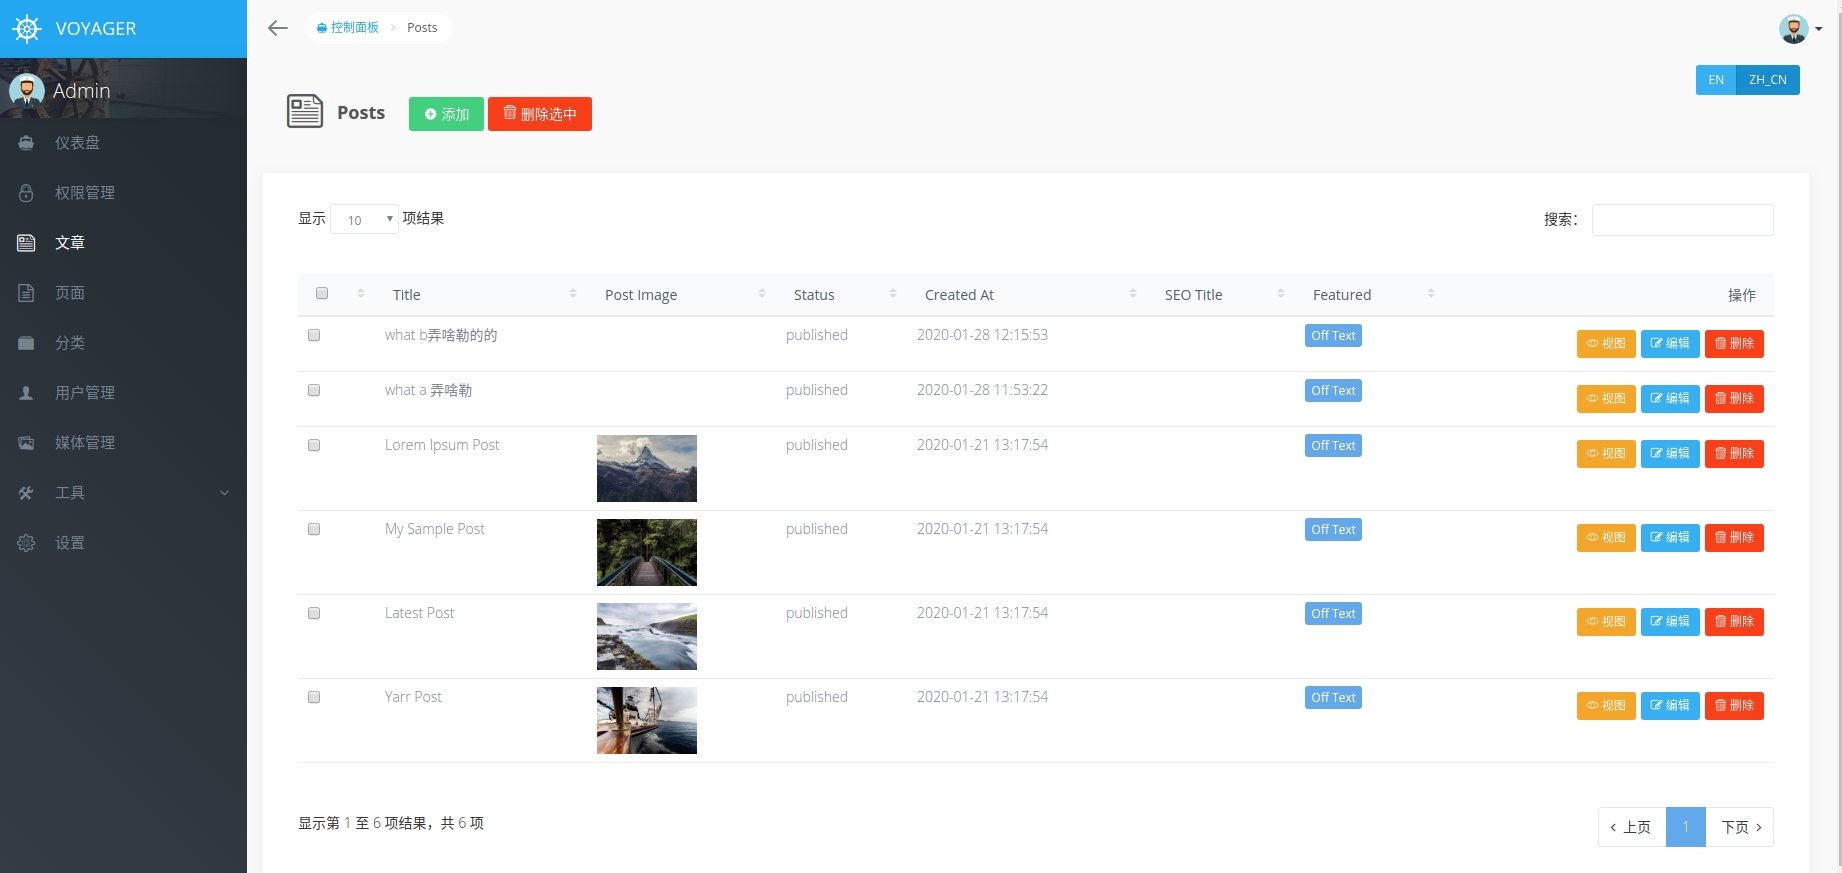 VOYAGER
控制面板
Posts
Admin
EN ZH_CN
Posts 添加 删除选中
仪表盘
权限管理
文章
页面
分类
用户管理
媒体管理
工具
设置
显示 10 项结果 搜索：
Title Post Image Status Created At SEO Title Featured 操作
what b弄啥勒的的 published 2020-01-28 12:15:53 Off Text 视图 编辑 删除
what a 弄啥勒 published 2020-01-28 11:53:22 Off Text 视图 编辑 删除
Lorem Ipsum Post published 2020-01-21 13:17:54 Off Text 视图 编辑 删除
My Sample Post published 2020-01-21 13:17:54 Off Text 视图 编辑 删除
Latest Post published 2020-01-21 13:17:54 Off Text 视图 编辑 删除
Yarr Post published 2020-01-21 13:17:54 Off Text 视图 编辑 删除
显示第 1 至 6 项结果，共 6 项 ‹ 上页 1 下页 ›